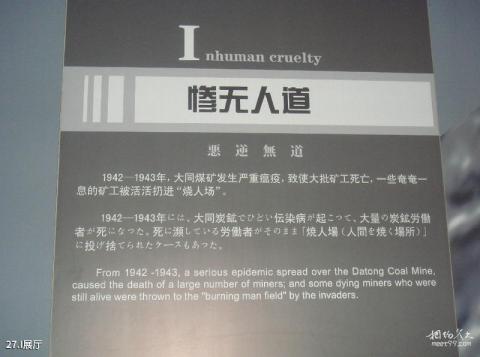 Inhuman cruelty
惨无人道
悪逆無道
1942—1943年，大同煤矿发生严重瘟疫，致使大批矿工死亡，一些奄奄一
息的矿工被活活扔进“烧人场”。
1942—1943年には、大同炭鉱でひどい伝染病が起こつて、大量の炭鉱労働
者が死になつた。死に瀕している労働者がそのまま「焼人場（人間を焼く場所）」
に投げ捨てられたケースもあった。
From 1942 -1943, a serious epidemic spread over the Datong Coal Mine,
caused the death of a large number of miners; and some dying miners who were
still alive were thrown to the "burning man field" by the invaders.
27.I展厅
meet99.com